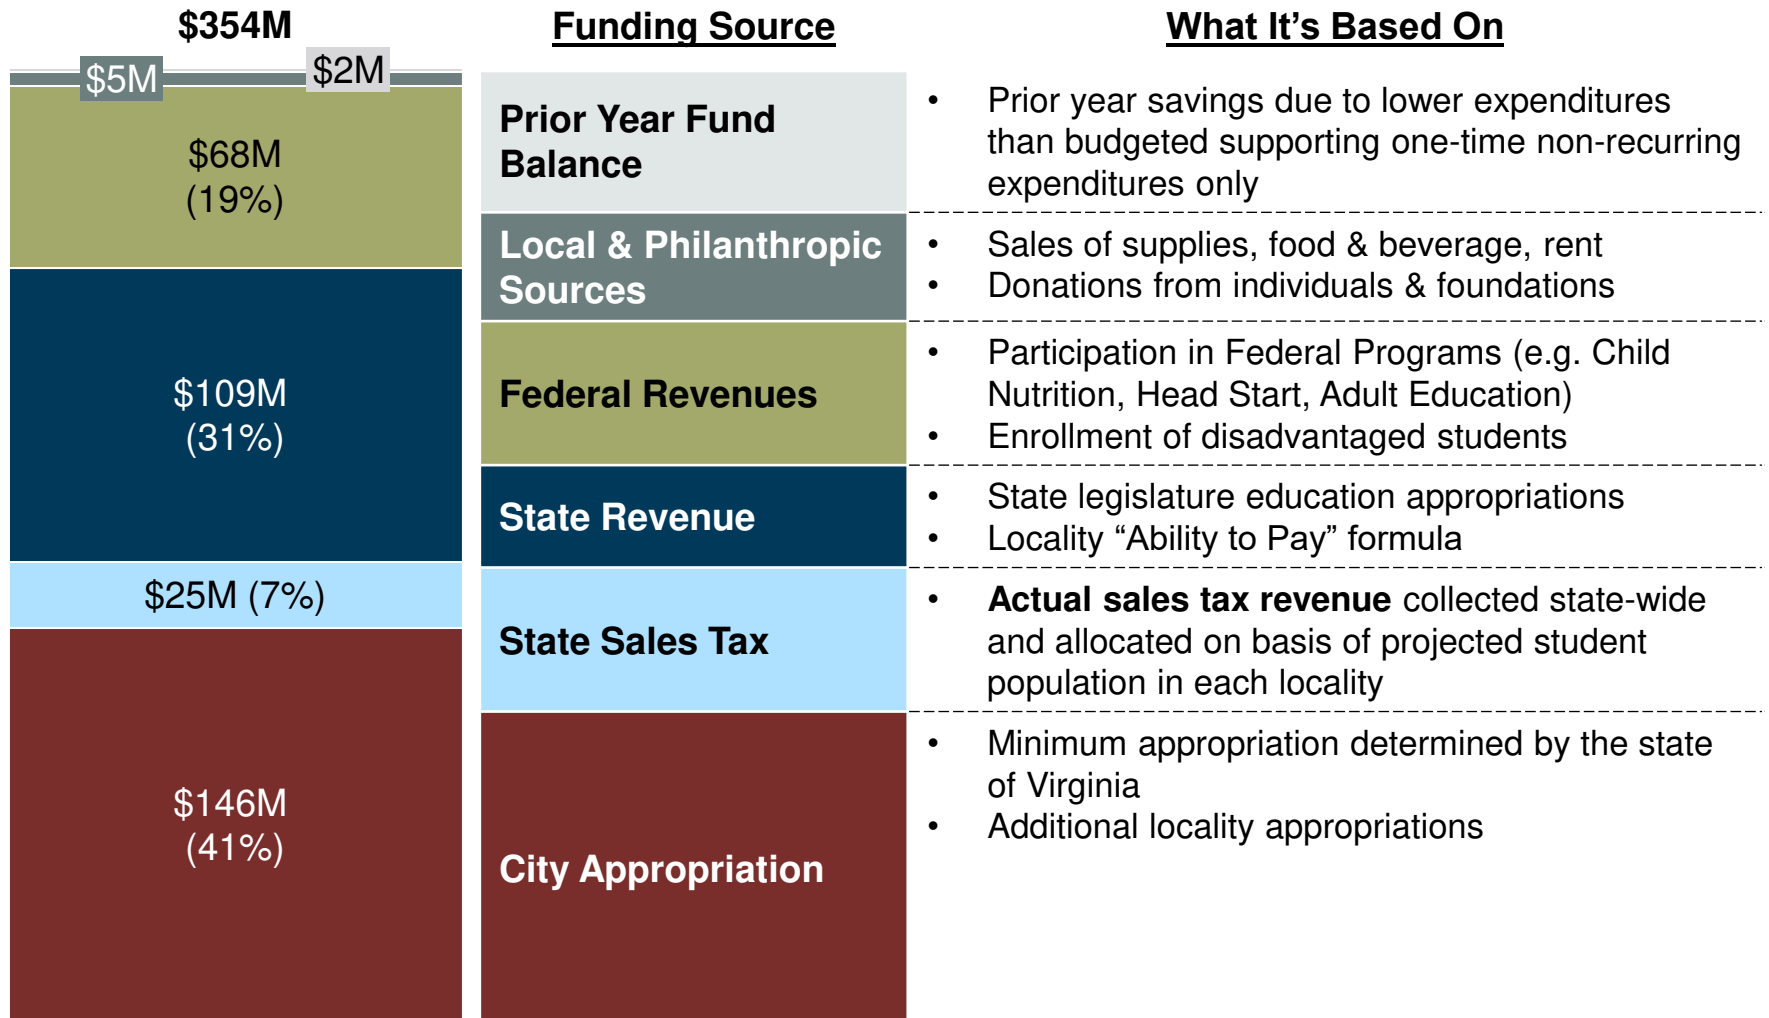 $354M
Funding Source
What It’s Based On
$5M
$2M
$68M
(19%)
$109M
(31%)
$25M (7%)
$146M
(41%)
Prior Year Fund
Balance
• Prior year savings due to lower expenditures
than budgeted supporting one-time non-recurring
expenditures only
Local & Philanthropic
Sources
• Sales of supplies, food & beverage, rent
• Donations from individuals & foundations
Federal Revenues
• Participation in Federal Programs (e.g. Child
Nutrition, Head Start, Adult Education)
• Enrollment of disadvantaged students
State Revenue
• State legislature education appropriations
• Locality “Ability to Pay” formula
State Sales Tax
• Actual sales tax revenue collected state-wide
and allocated on basis of projected student
population in each locality
City Appropriation
• Minimum appropriation determined by the state
of Virginia
• Additional locality appropriations